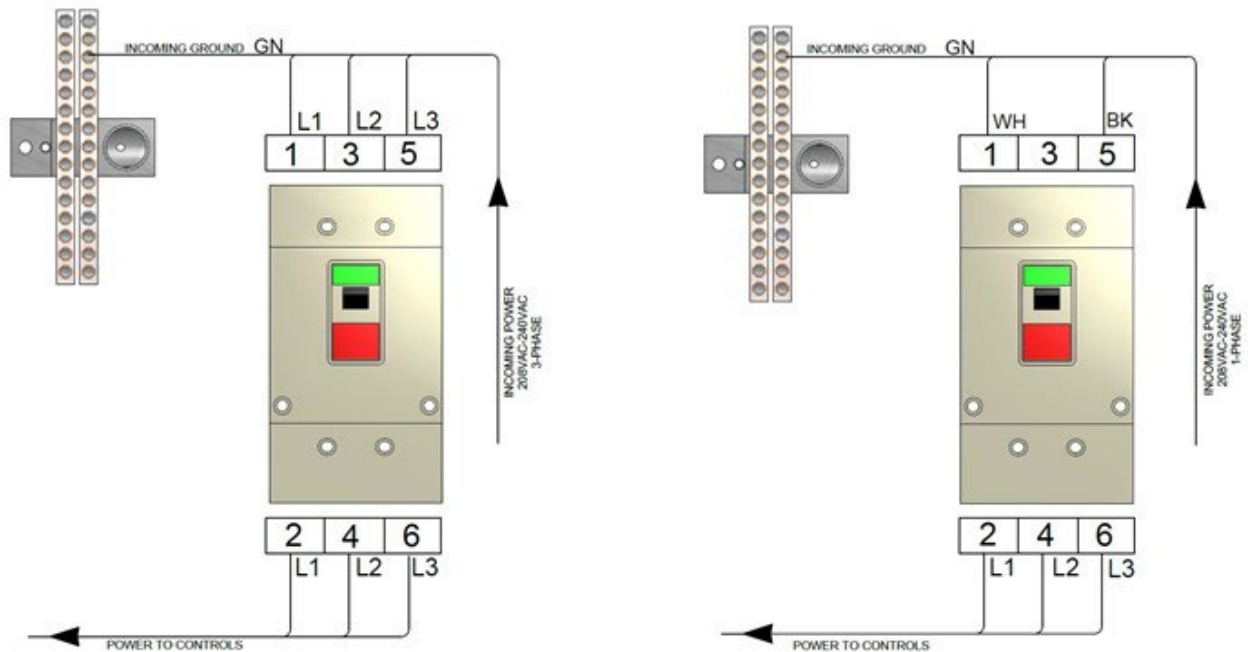 INCOMING GROUND GN
L1 L2 L3
1 3 5
INCOMING POWER
208VAC-240VAC
3-PHASE
2 4 6
L1 L2 L3
POWER TO CONTROLS
INCOMING GROUND GN
WH BK
1 3 5
INCOMING POWER
208VAC-240VAC
1-PHASE
2 4 6
L1 L2 L3
POWER TO CONTROLS